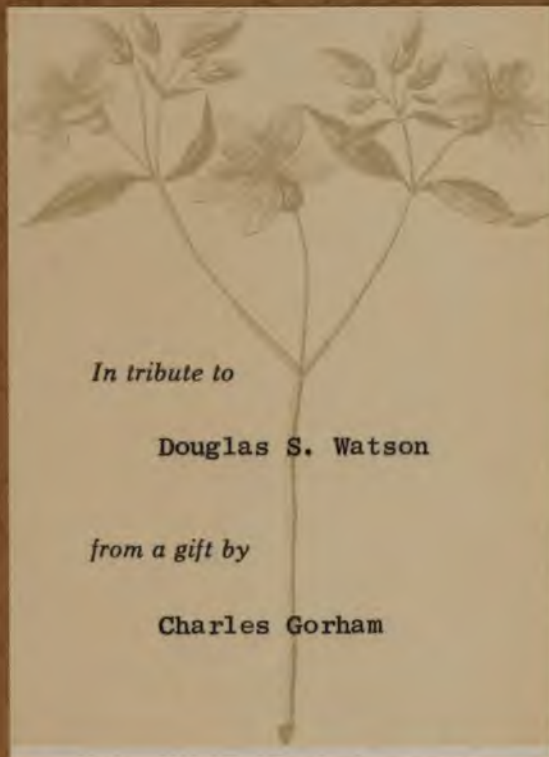 In tribute to
Douglas S. Watson
from a gift by
Charles Gorham